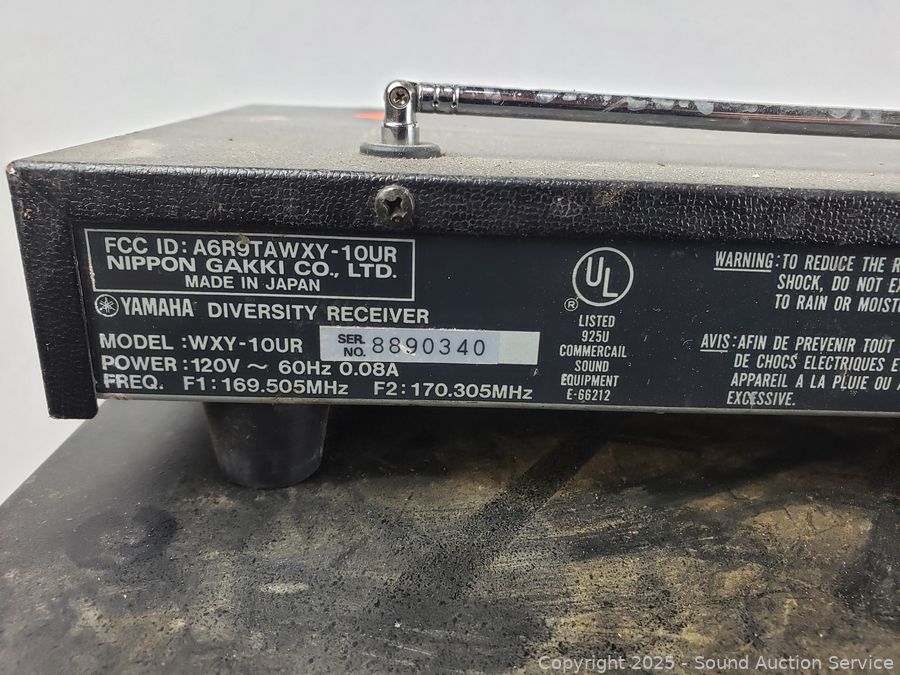 FCC ID: A6R9TAWXY-10UR
NIPPON GAKKI CO., LTD.
MADE IN JAPAN
YAMAHA DIVERSITY RECEIVER
MODEL :WXY-10UR SER. NO. 8890340
POWER :120V ~ 60Hz 0.08A
FREQ. F1:169.505MHz F2:170.305MHz
UL
®
LISTED
925U
COMMERCAIL
SOUND
EQUIPMENT
E-66212
WARNING: TO REDUCE THE R
SHOCK, DO NOT EX
TO RAIN OR MOIST
AVIS: AFIN DE PREVENIR TOUT
DE CHOCS ELECTRIQUES E
APPAREIL A LA PLUIE OU
EXCESSIVE.
Copyright 2025 - Sound Auction Service